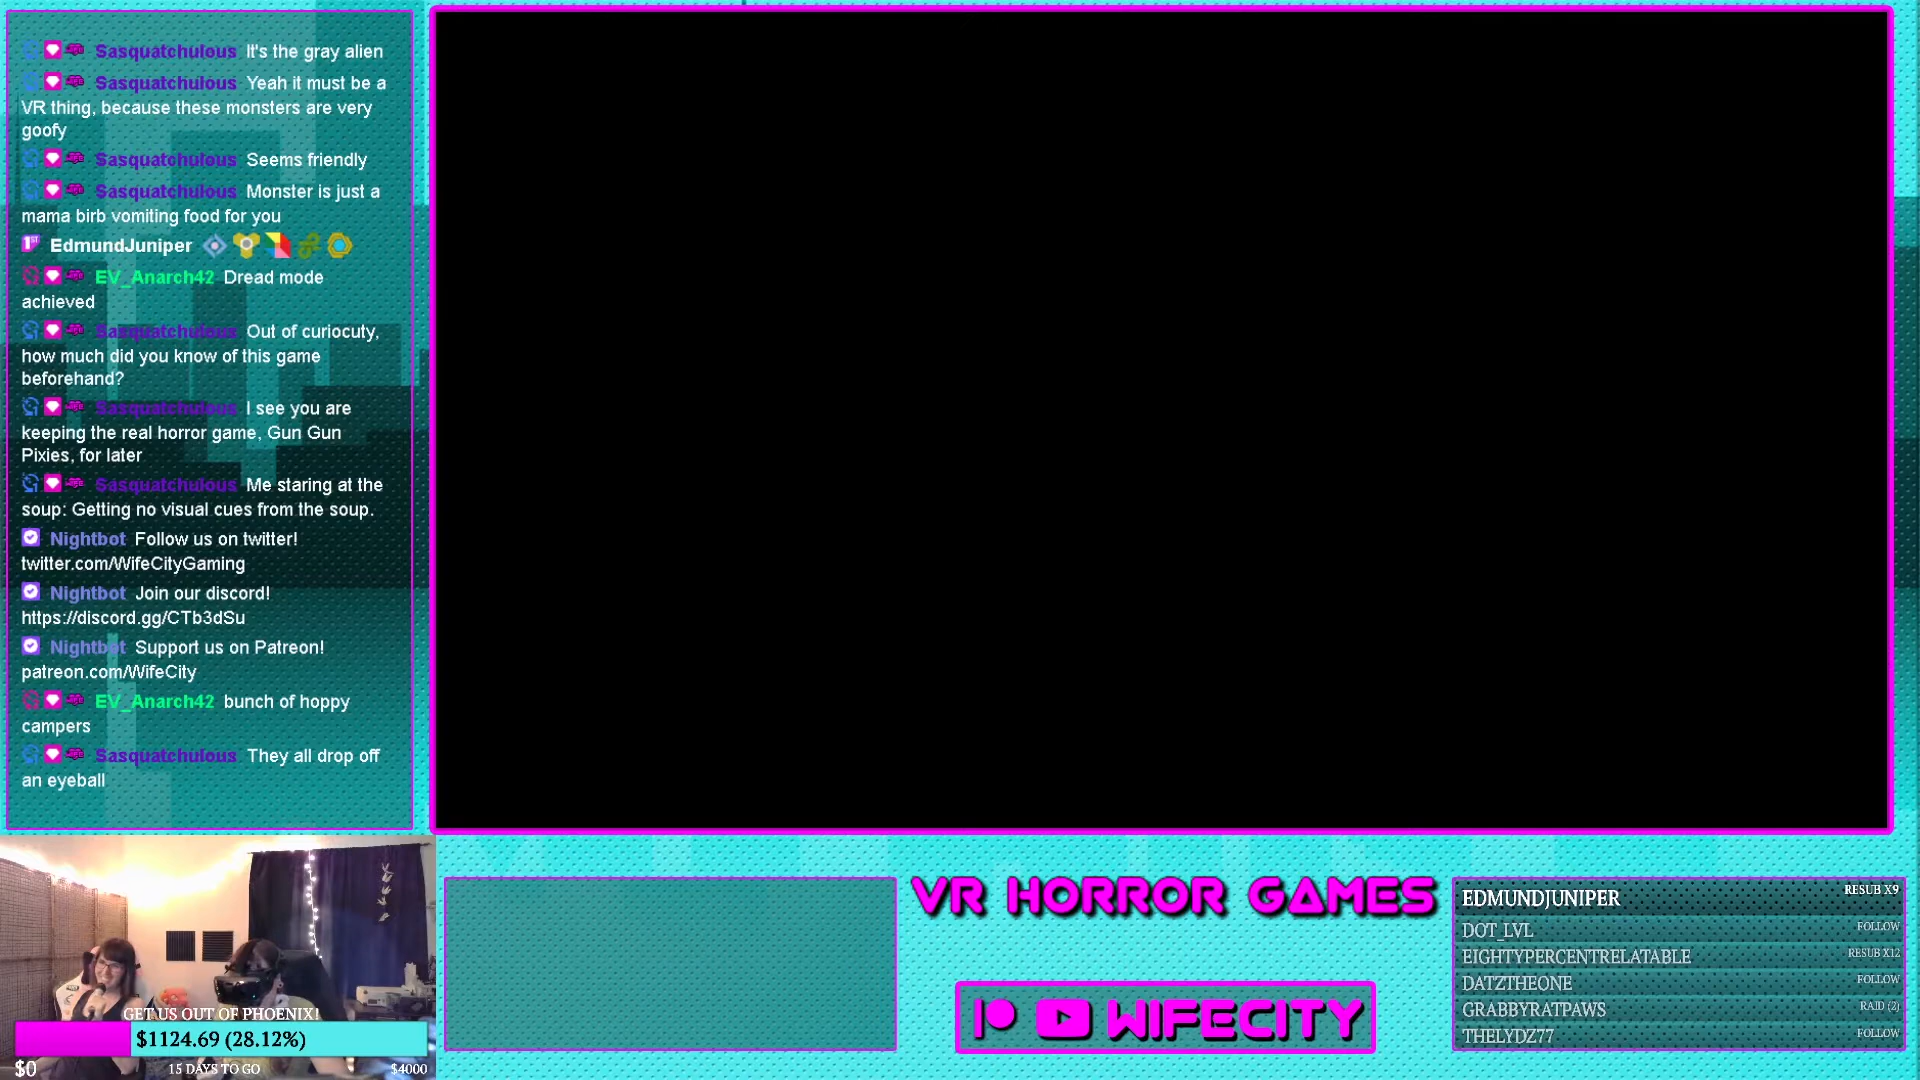 Sasquatchulous It's the gray alien
Sasquatchulous Yeah it must be a
VR thing, because these monsters are very
goofy
Sasquatchulous Seems friendly
Sasquatchulous Monster is just a
mama birb vomiting food for you
1ST EdmundJuniper
EV_Anarch42 Dread mode
achieved
Sasquatchulous Out of curiocuty,
how much did you know of this game
beforehand?
Sasquatchulous I see you are
keeping the real horror game, Gun Gun
Pixies, for later
Sasquatchulous Me staring at the
soup: Getting no visual cues from the soup.
Nightbot Follow us on twitter!
twitter.com/WifeCityGaming
Nightbot Join our discord!
https://discord.gg/CTb3dSu
Nightbot Support us on Patreon!
patreon.com/WifeCity
EV_Anarch42 bunch of hoppy
campers
Sasquatchulous They all drop off
an eyeball
GET US OUT OF PHOENIX!
$1124.69 (28.12%)
$0 15 DAYS TO GO $4000
VR HORROR GAMES
WIFECITY
EDMUNDJUNIPER RESUB X9
DOT_LVL FOLLOW
EIGHTYPERCENTRELATABLE RESUB X12
DATZTHEONE FOLLOW
GRABBYRATPAWS RAID (2)
THELYDZ77 FOLLOW